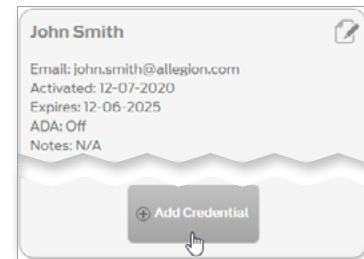 John Smith
Email: john.smith@allegion.com
Activated: 12-07-2020
Expires: 12-06-2025
ADA: Off
Notes: N/A
Add Credential